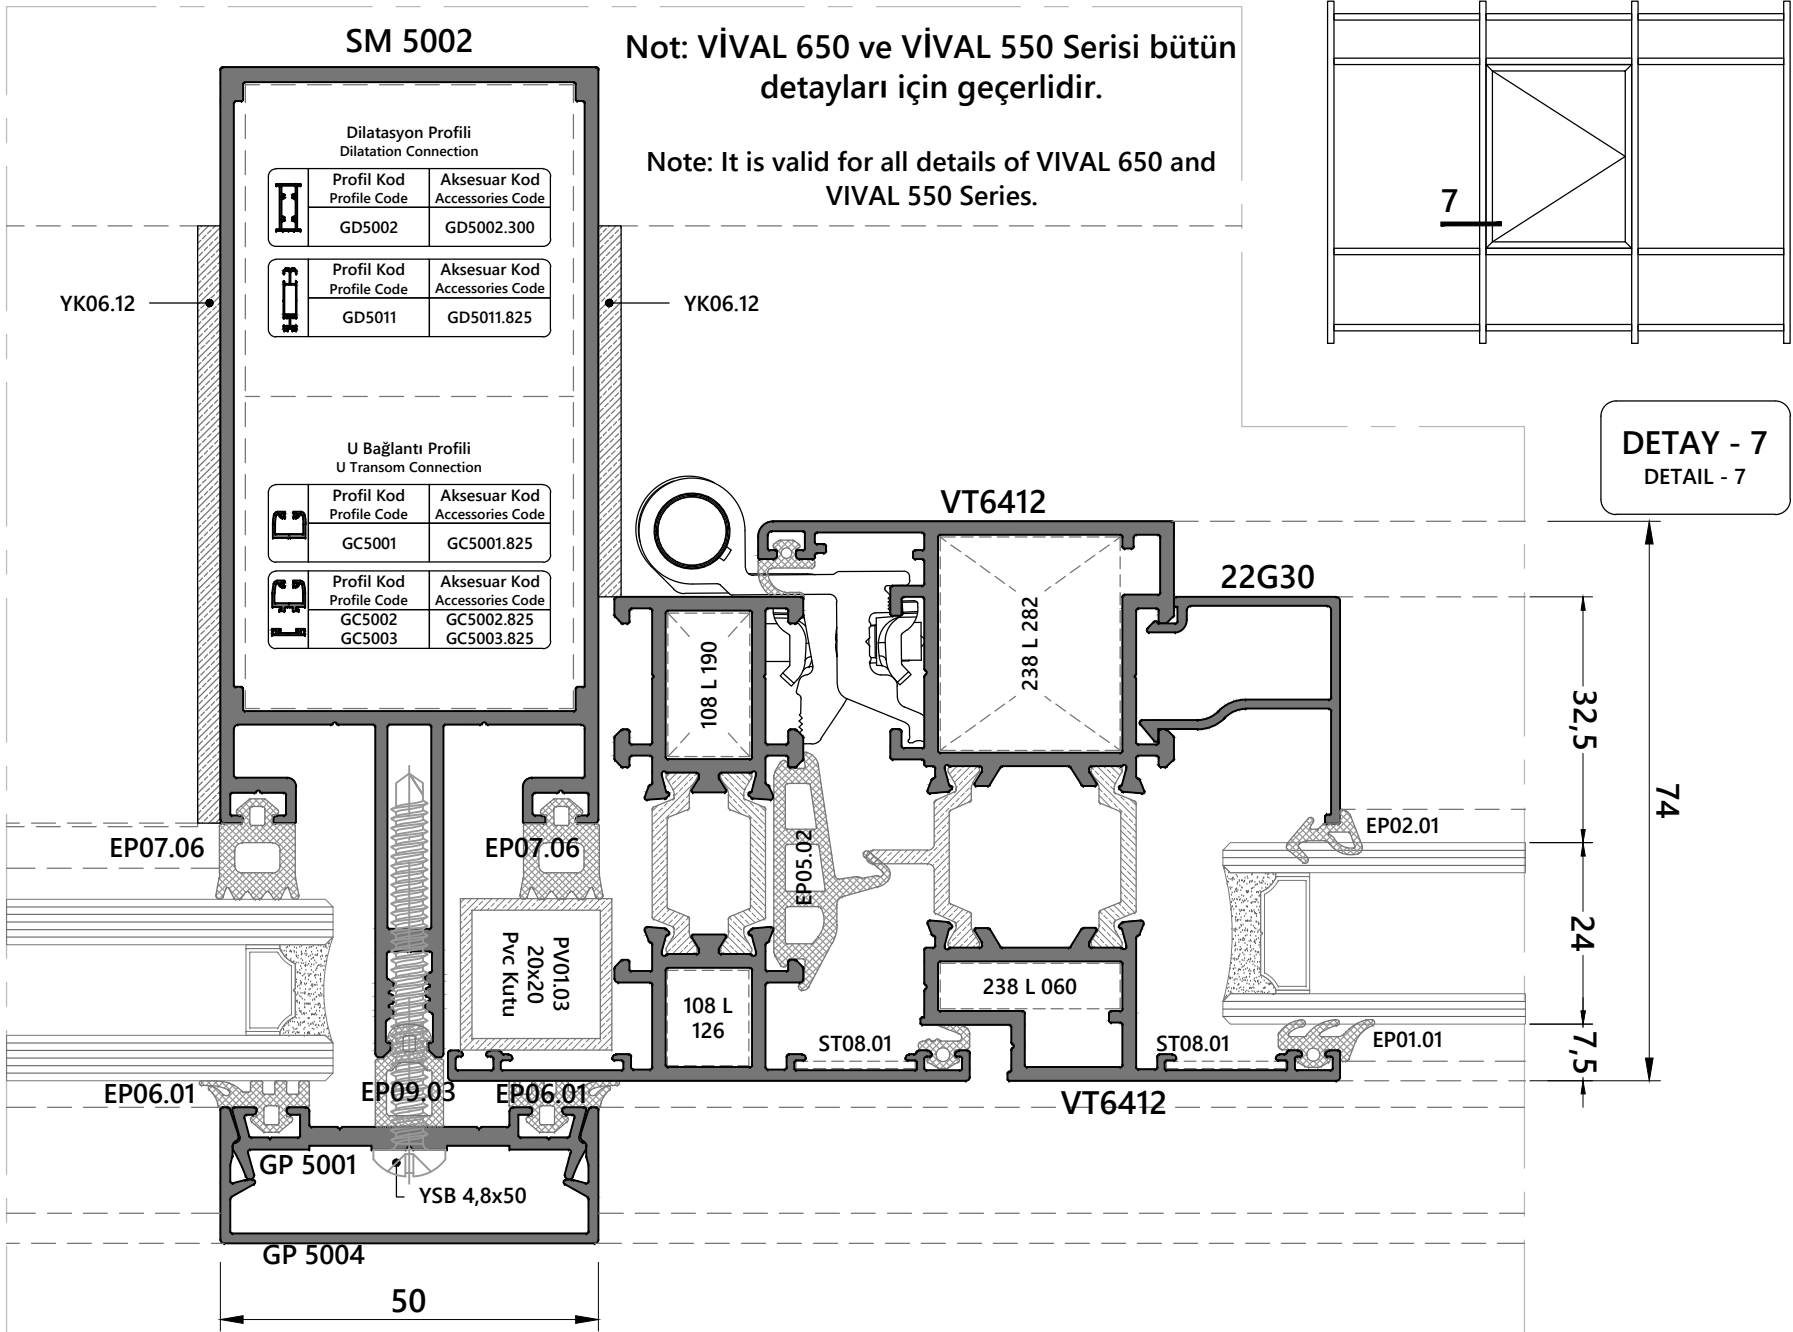 SM 5002
Not: VİVAL 650 ve VİVAL 550 Serisi bütün
detayları için geçerlidir.
Note: It is valid for all details of VIVAL 650 and
VIVAL 550 Series.
7
DETAY - 7
DETAIL - 7
Dilatasyon Profili
Dilatation Connection
Profil Kod Aksesuar Kod
Profile Code Accessories Code
GD5002 GD5002.300
Profil Kod Aksesuar Kod
Profile Code Accessories Code
GD5011 GD5011.825
YK06.12
YK06.12
U Bağlantı Profili
U Transom Connection
Profil Kod Aksesuar Kod
Profile Code Accessories Code
GC5001 GC5001.825
Profil Kod Aksesuar Kod
Profile Code Accessories Code
GC5002 GC5002.825
GC5003 GC5003.825
VT6412
22G30
108 L 190
238 L 282
32,5
74
EP07.06
EP07.06
EP05.02
EP02.01
24
PV01.03
20x20
Pvc Kutu
108 L
126
238 L 060
ST08.01
ST08.01
EP01.01
7,5
EP06.01
EP09.03
EP06.01
VT6412
GP 5001
YSB 4,8x50
GP 5004
50